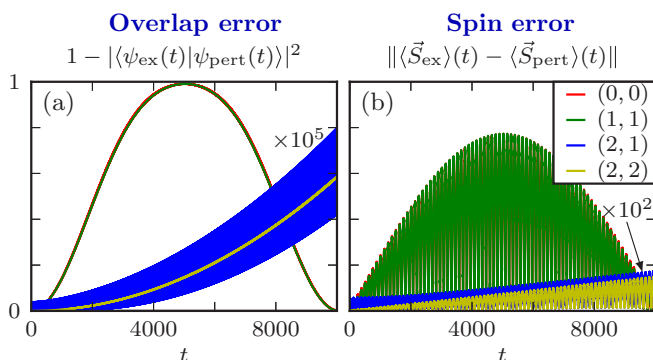 Overlap error
1 − |⟨ψex(t)|ψpert(t)⟩|²
Spin error
‖⟨S⃗ex⟩(t) − ⟨S⃗pert⟩(t)‖
1
(a)
×10⁵
0
0
4000
8000
t
(b)
(0, 0)
(1, 1)
(2, 1)
(2, 2)
×10²
0
4000
8000
t